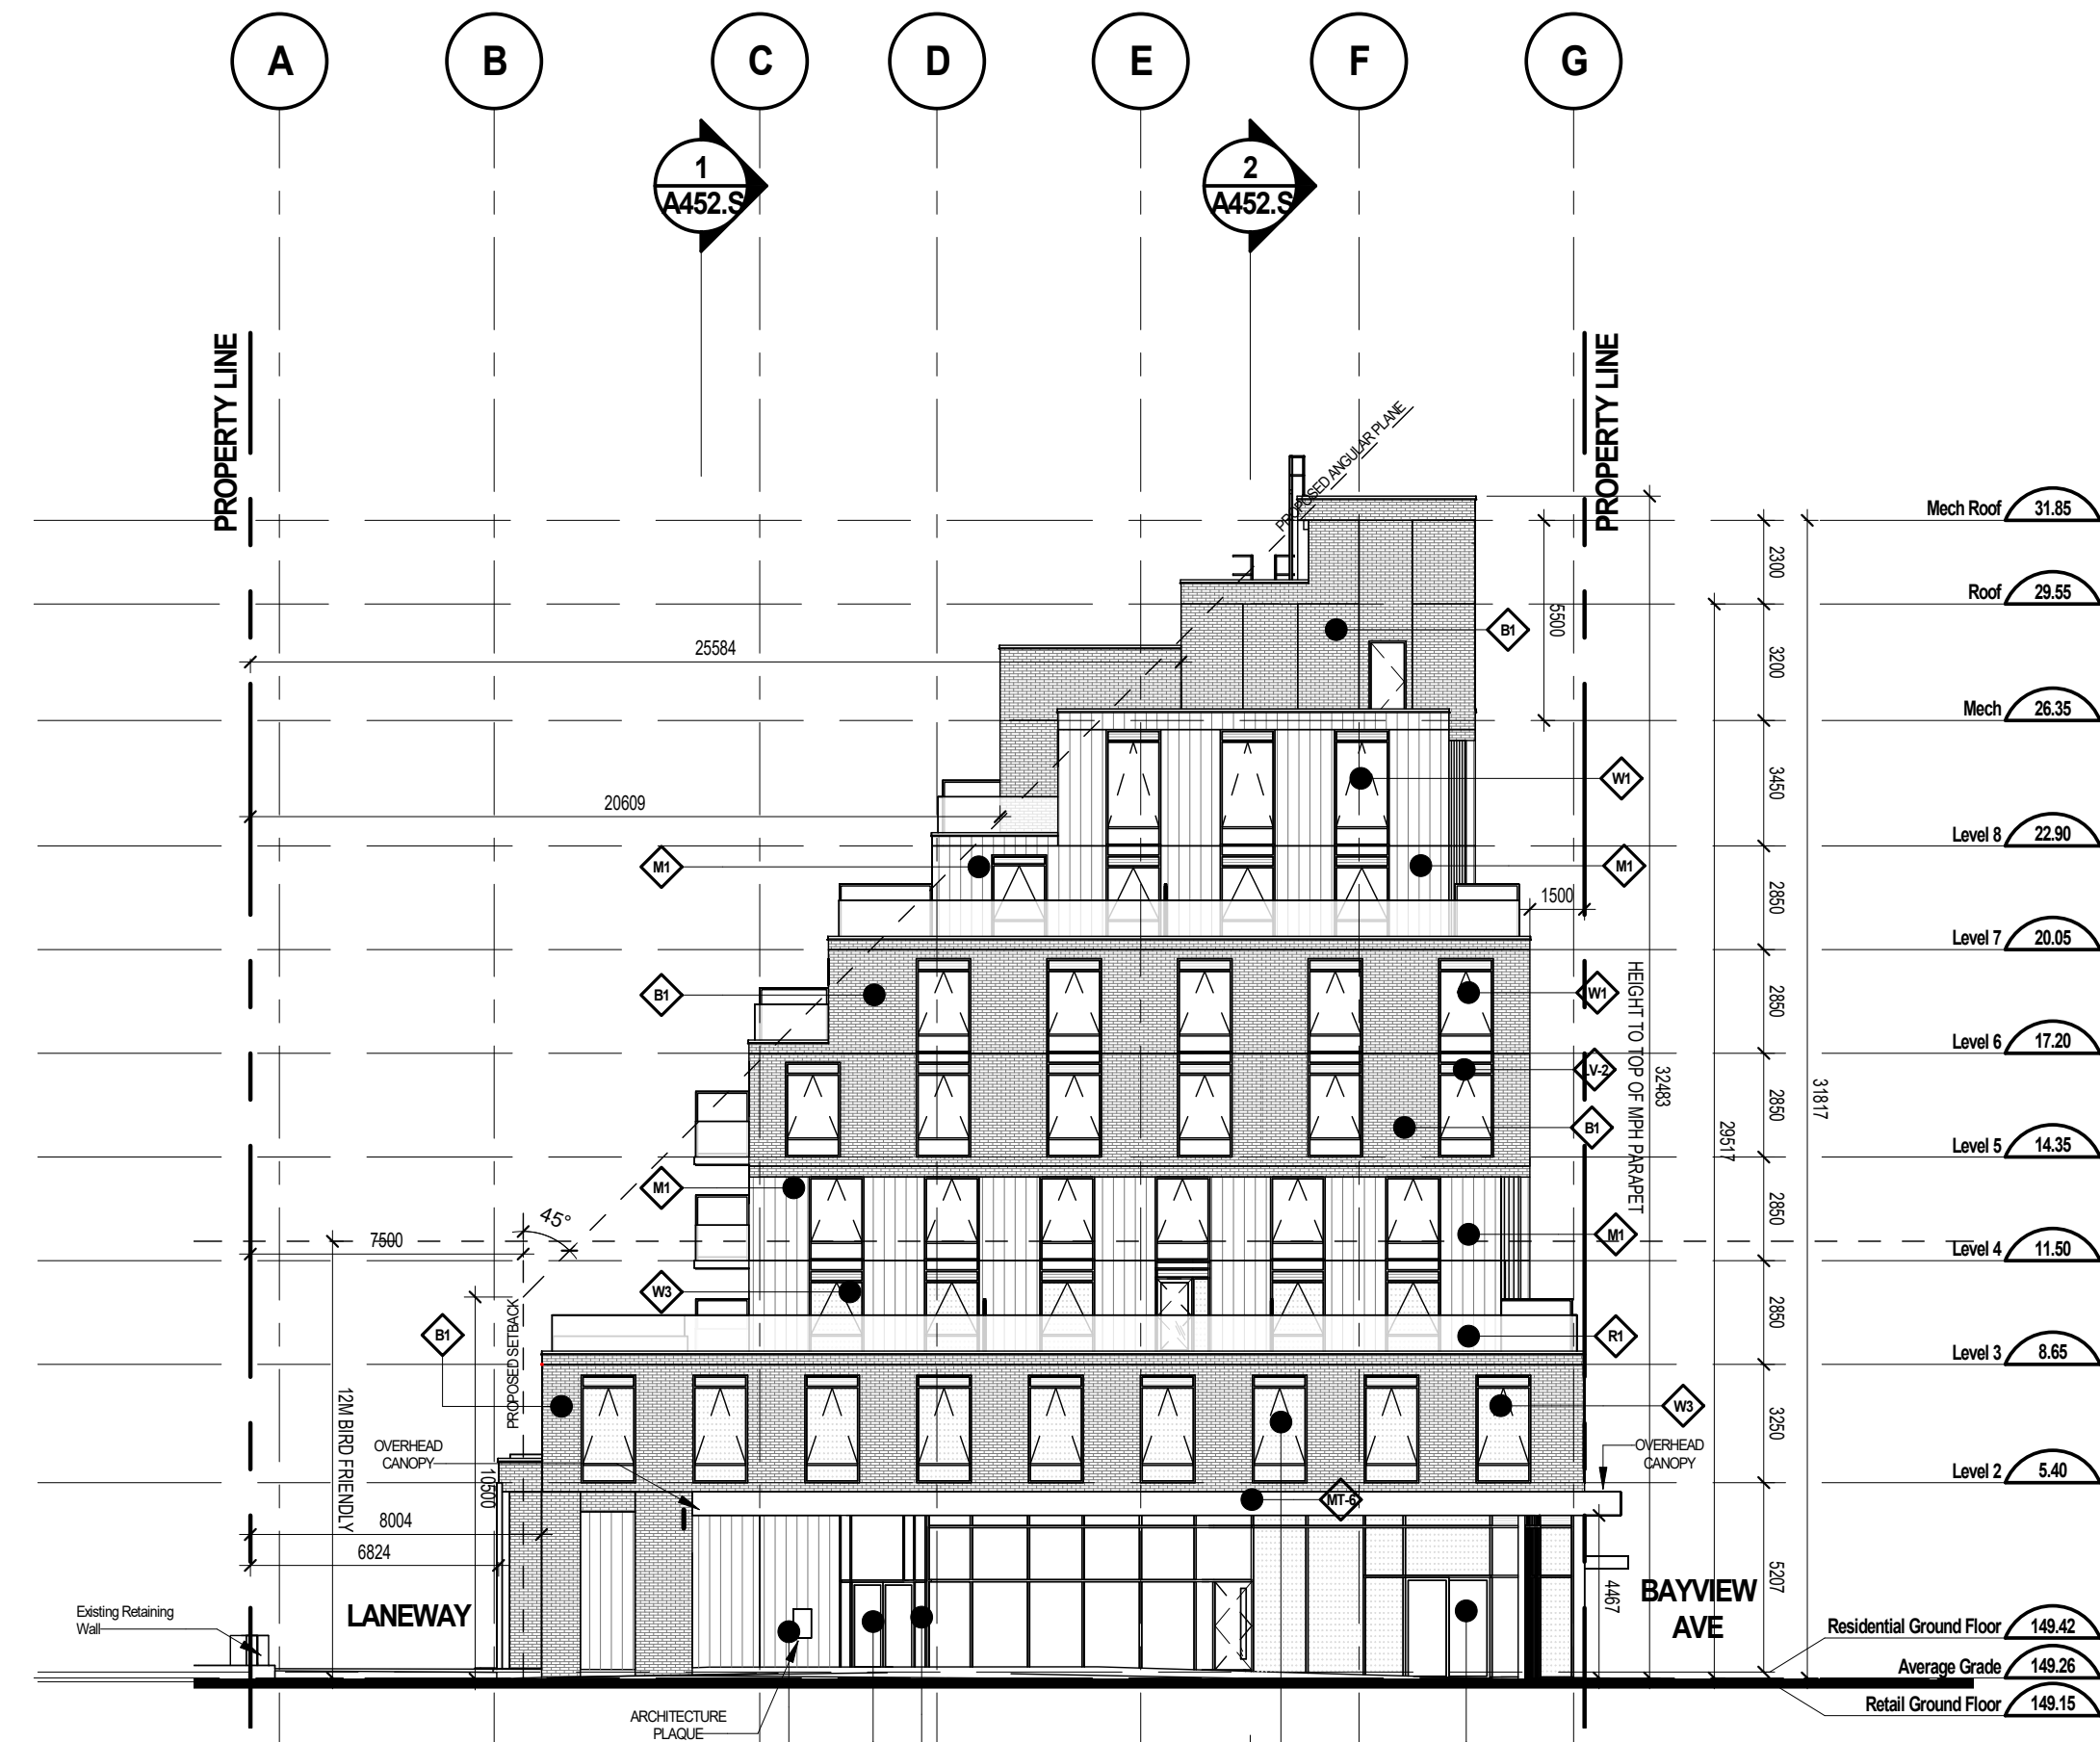 A
B
C
D
E
F
G
1
A452.S
2
A452.S
PROPERTY LINE
PROPERTY LINE
PROPOSED ANGULAR PLANE
Mech Roof 31.85
2300
Roof 29.55
5500
B1
25584
3200
Mech 26.35
W1
3450
20609
Level 8 22.90
M1
M1
2850
1500
Level 7 20.05
B1
W1
2850
HEIGHT TO TOP OF MPH PARAPET
Level 6 17.20
LV-2
32483
31817
2850
B1
29517
Level 5 14.35
M1
2850
45°
7500
M1
Level 4 11.50
W3
2850
PROPOSED SETBACK
B1
R1
Level 3 8.65
12M BIRD FRIENDLY
W3
3250
OVERHEAD
CANOPY
OVERHEAD
CANOPY
10500
Level 2 5.40
MT-6
8004
6824
5207
4467
LANEWAY
BAYVIEW
AVE
Existing Retaining
Wall
Residential Ground Floor 149.42
Average Grade 149.26
Retail Ground Floor 149.15
ARCHITECTURE
PLAQUE